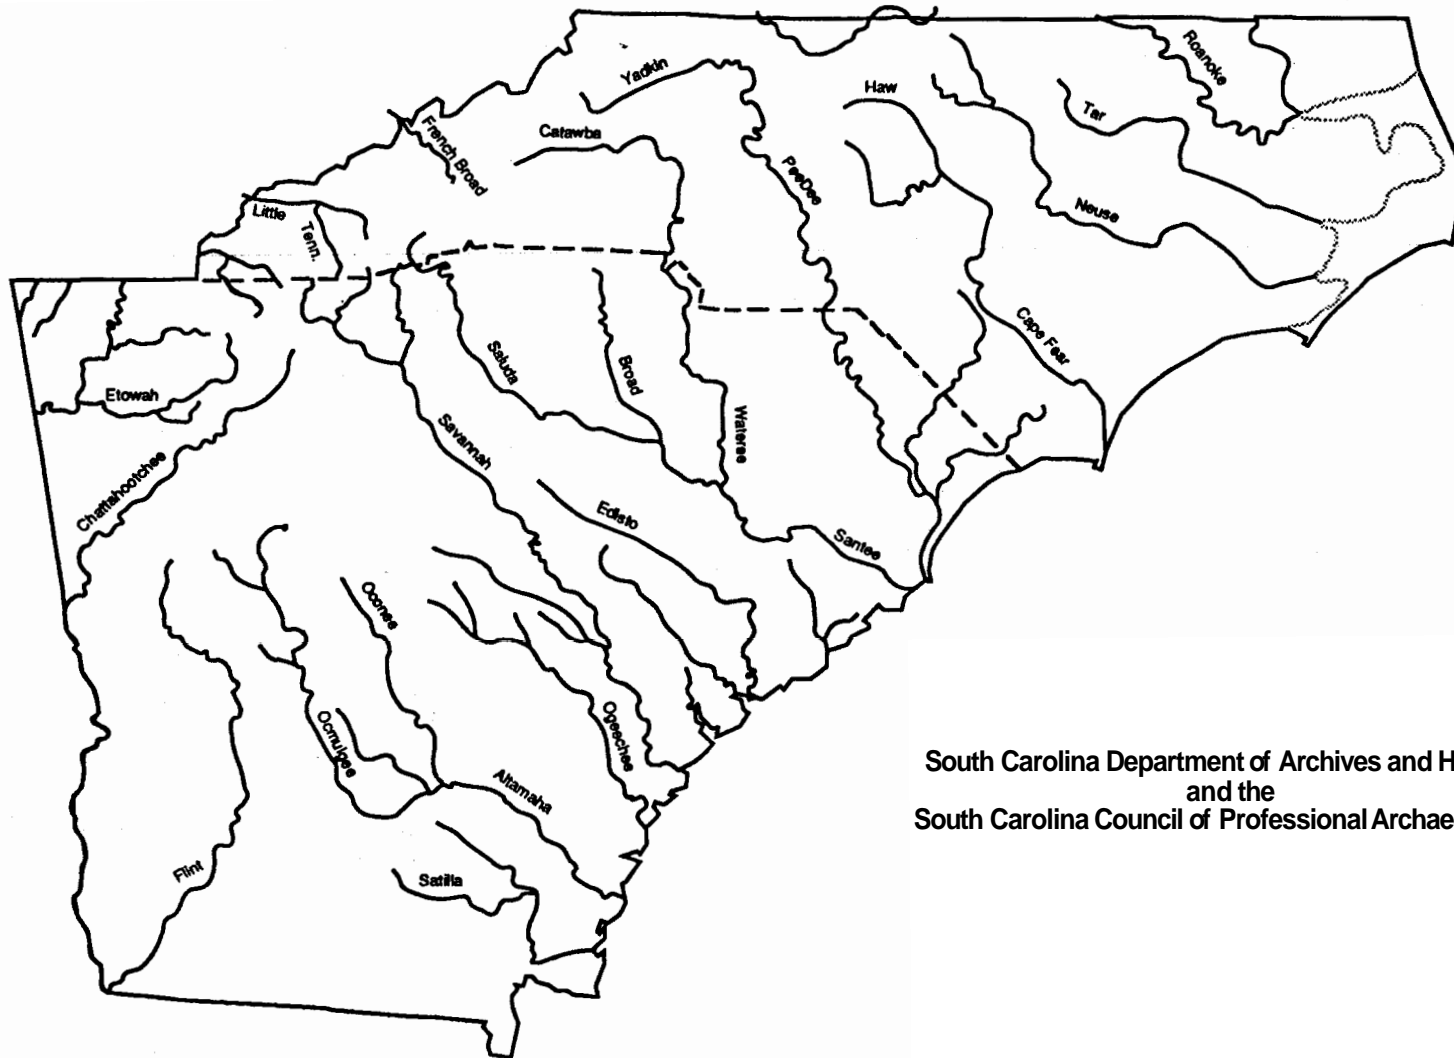 Roanoke
Yadkin
Haw
Tar
French Broad
Catawba
PeeDee
Neuse
Little
Tenn.
Cape Fear
Saluda
Broad
Etowah
Wateree
Savannah
Chattahootchee
Edisto
Santee
Oconee
Ocmulgee
Ogeechee
Altamaha
Flint
Satilla
South Carolina Department of Archives and H
and the
South Carolina Council of Professional Archae